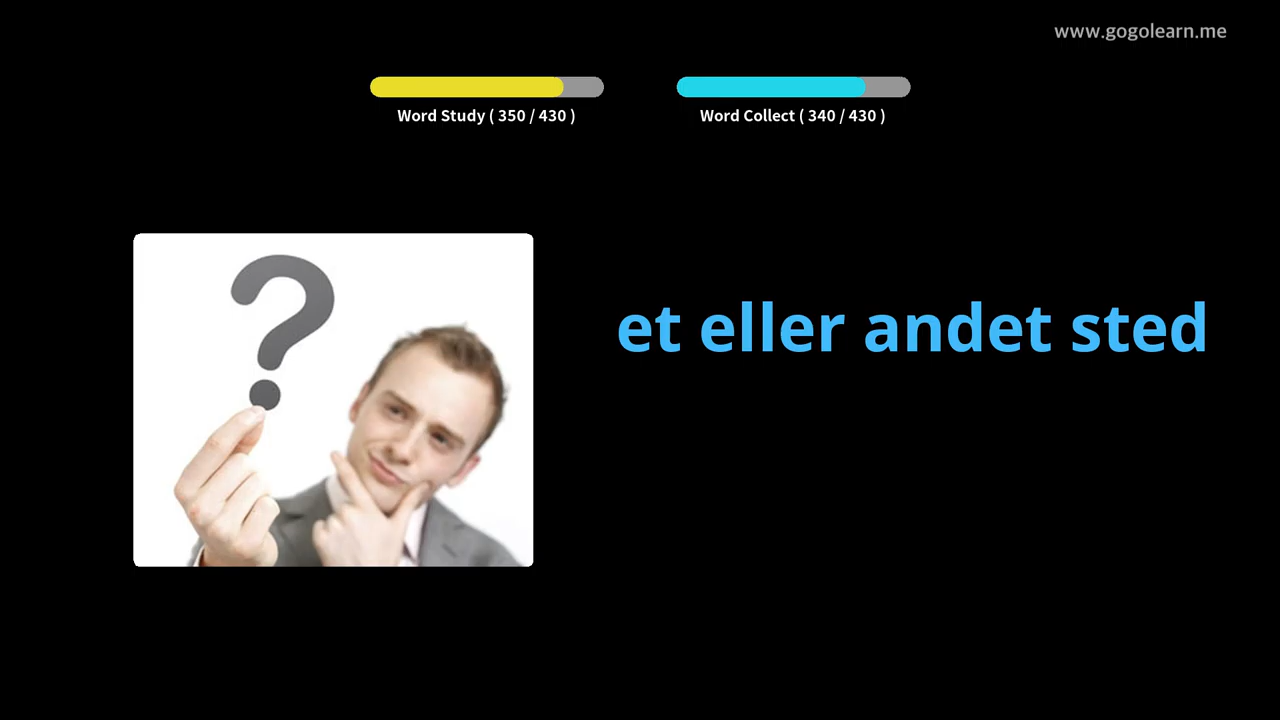 www.gogolearn.me
Word Study ( 350 / 430 )
Word Collect ( 340 / 430 )
?
et eller andet sted